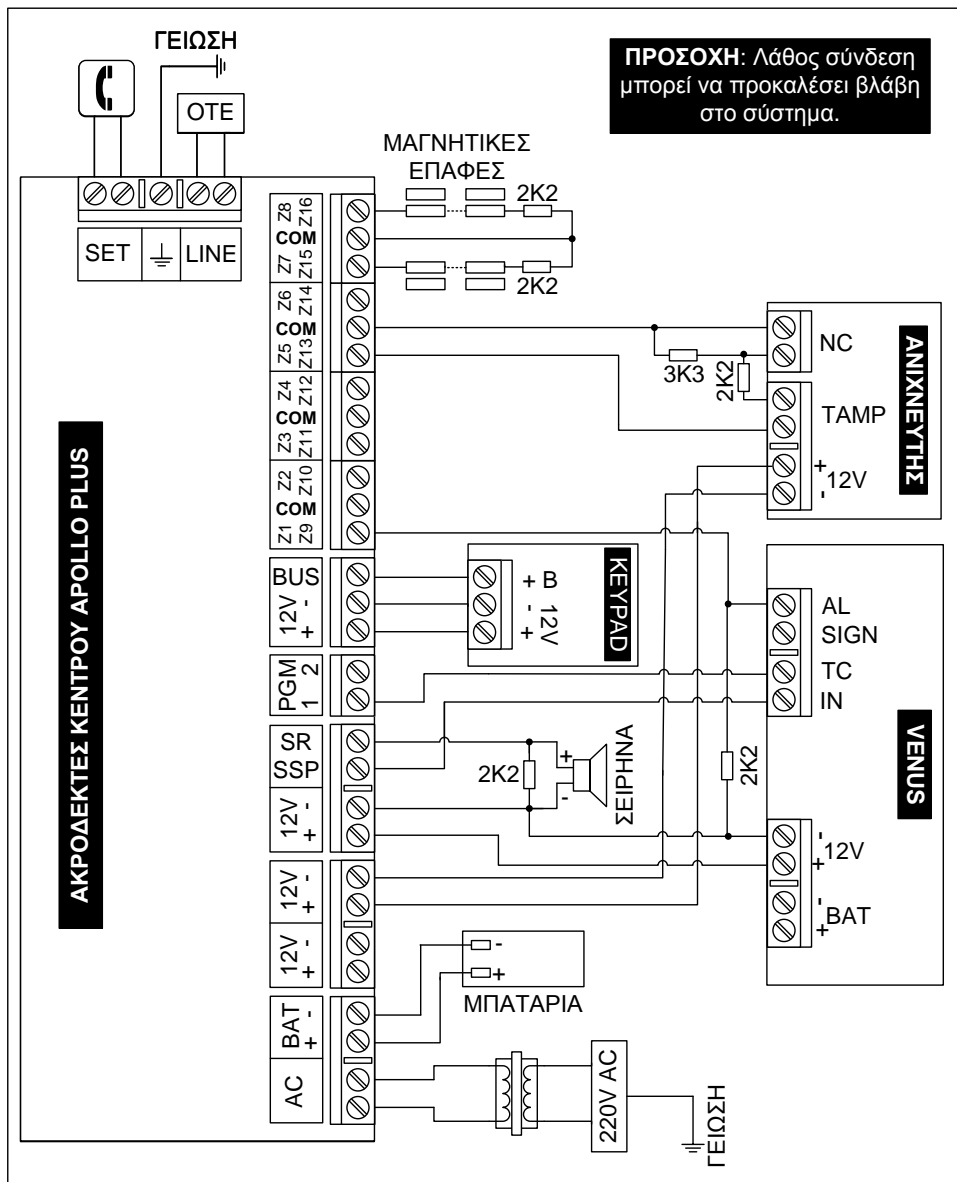 ΓΕΙΩΣΗ
ΟΤΕ
SET
LINE
ΠΡΟΣΟΧΗ: Λάθος σύνδεση
μπορεί να προκαλέσει βλάβη
στο σύστημα.
ΜΑΓΝΗΤΙΚΕΣ
ΕΠΑΦΕΣ
2K2
2K2
ΑΚΡΟΔΕΚΤΕΣ ΚΕΝΤΡΟΥ APOLLO PLUS
Z8 Z16
COM
Z7 Z15
Z6 Z14
COM
Z5 Z13
Z4 Z12
COM
Z3 Z11
Z2 Z10
COM
Z1 Z9
BUS
12V
+ -
PGM
1 2
SR
SSP
12V
+ -
12V
+ -
12V
+ -
BAT
+ -
AC
3K3
2K2
NC
TAMP
+
12V
-
ΑΝΙΧΝΕΥΤΗΣ
+ B
-
12V
+
KEYPAD
AL
SIGN
TC
IN
2K2
-
12V
+
-
BAT
+
VENUS
2K2
+
-
ΣΕΙΡΗΝΑ
-
+
ΜΠΑΤΑΡΙΑ
220V AC
ΓΕΙΩΣΗ